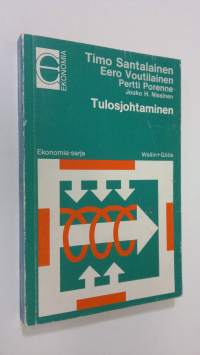 EKONOMIA
Timo Santalainen
Eero Voutilainen
Pertti Porenne
Jouko H. Nissinen
Tulosjohtaminen
Ekonomia-sarja
Weilin+Göös